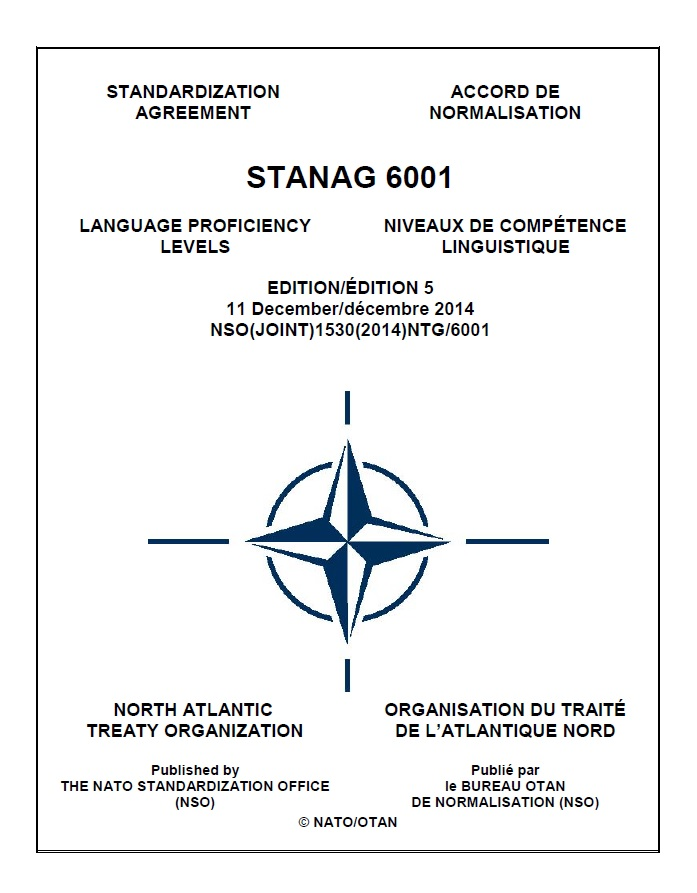 STANDARDIZATION AGREEMENT
ACCORD DE NORMALISATION
STANAG 6001
LANGUAGE PROFICIENCY LEVELS
NIVEAUX DE COMPÉTENCE LINGUISTIQUE
EDITION/ÉDITION 5
11 December/décembre 2014
NSO(JOINT)1530(2014)NTG/6001
NORTH ATLANTIC
TREATY ORGANIZATION
ORGANISATION DU TRAITÉ
DE L’ATLANTIQUE NORD
Published by
THE NATO STANDARDIZATION OFFICE
(NSO)
Publié par
le BUREAU OTAN
DE NORMALISATION (NSO)
© NATO/OTAN